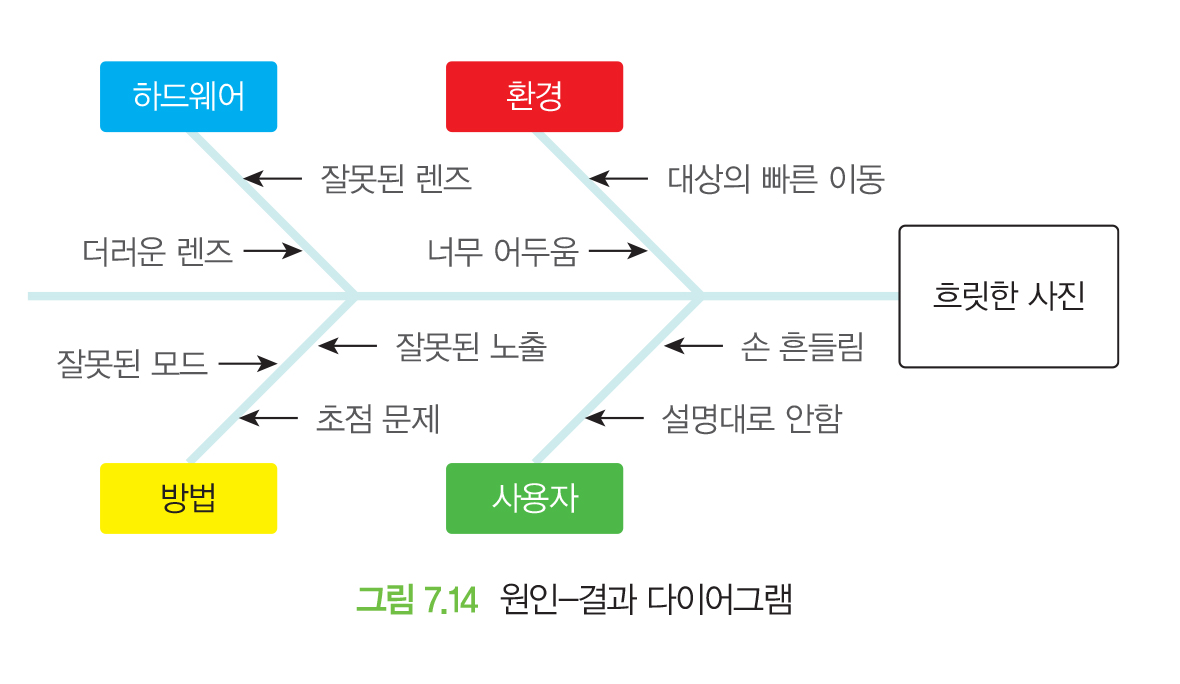 하드웨어
환경
잘못된 렌즈
대상의 빠른 이동
더러운 렌즈
너무 어두움
흐릿한 사진
잘못된 노출
손 흔들림
잘못된 모드
초점 문제
설명대로 안함
방법
사용자
그림 7.14 원인–결과 다이어그램